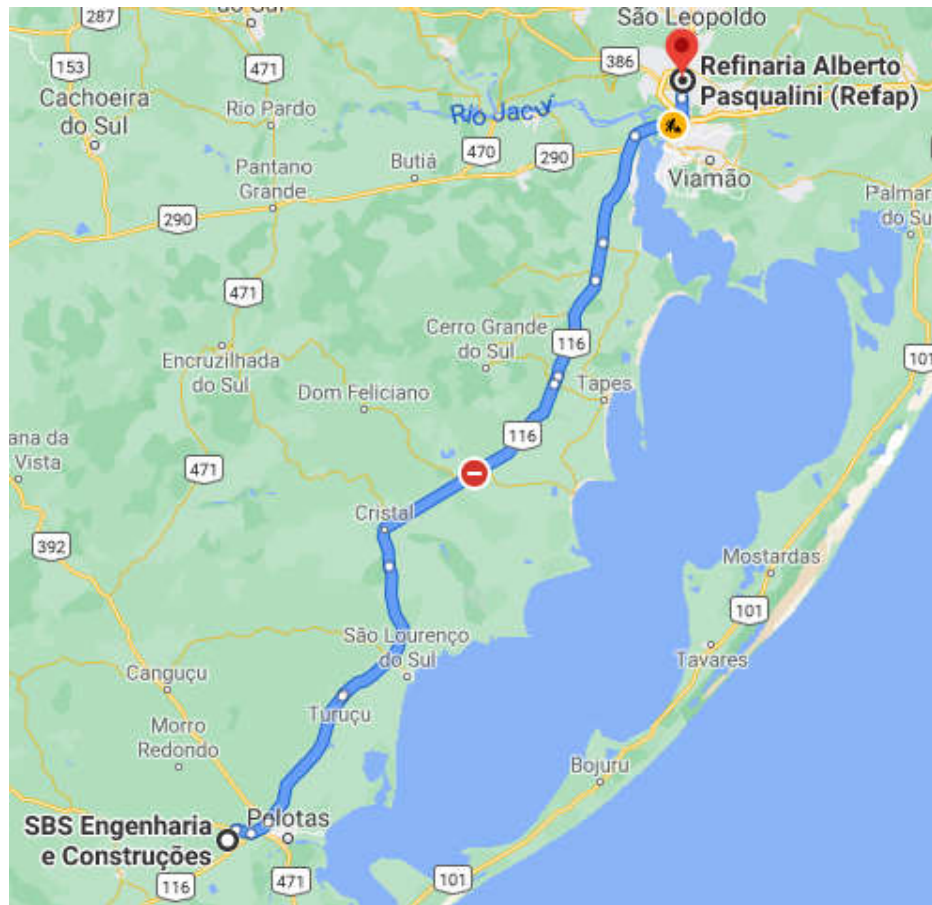 287
do Sul
São Leopoldo
153
471
386
Refinaria Alberto
Pasqualini (Refap)
Cachoeira
do Sul
Rio Pardo
Rio Jacuí
Butiá
470
290
Pantano
Grande
Viamão
Palmar
do Su
290
471
Cerro Grande
do Sul
116
101
Encruzilhada
do Sul
Dom Feliciano
Tapes
116
ana da
Vista
471
Cristal
392
Mostardas
101
São Lourenço
do Sul
Tavares
Canguçu
Turuçu
Morro
Redondo
Bojuru
SBS Engenharia
e Construções
Pelotas
116
471
101